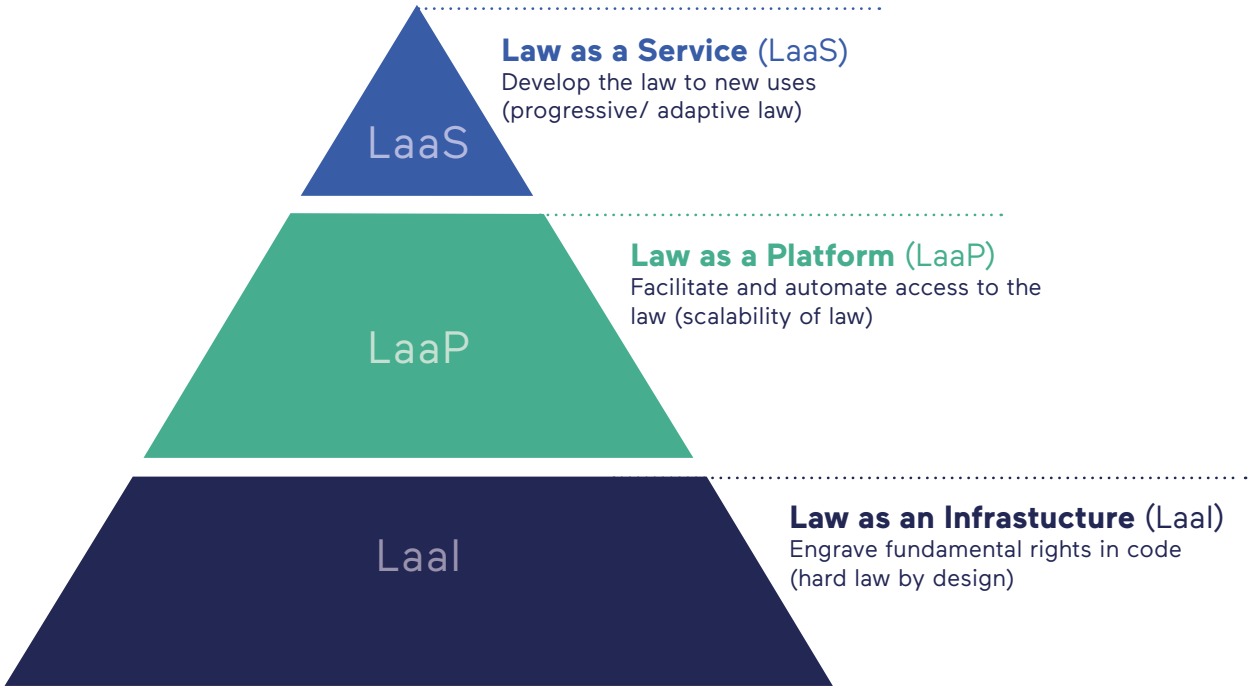 Law as a Service (LaaS)
Develop the law to new uses
(progressive/ adaptive law)
LaaS
Law as a Platform (LaaP)
Facilitate and automate access to the
law (scalability of law)
LaaP
Law as an Infrastucture (LaaI)
Engrave fundamental rights in code
(hard law by design)
LaaI